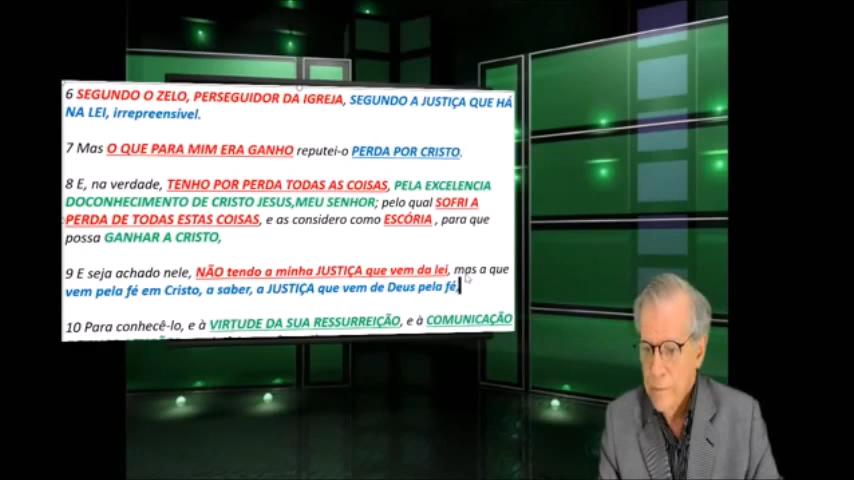 6 SEGUNDO O ZELO, PERSEGUIDOR DA IGREJA, SEGUNDO A JUSTIÇA QUE HÁ
NA LEI, irrepreensível.
7 Mas O QUE PARA MIM ERA GANHO reputei-o PERDA POR CRISTO.
8 E, na verdade, TENHO POR PERDA TODAS AS COISAS, PELA EXCELENCIA
DOCONHECIMENTO DE CRISTO JESUS,MEU SENHOR; pelo qual SOFRI A
PERDA DE TODAS ESTAS COISAS, e as considero como ESCÓRIA , para que
possa GANHAR A CRISTO,
9 E seja achado nele, NÃO tendo a minha JUSTIÇA que vem da lei, mas a que
vem pela fé em Cristo, a saber, a JUSTIÇA que vem de Deus pela fé;
10 Para conhecê-lo, e à VIRTUDE DA SUA RESSURREIÇÃO, e à COMUNICAÇÃO